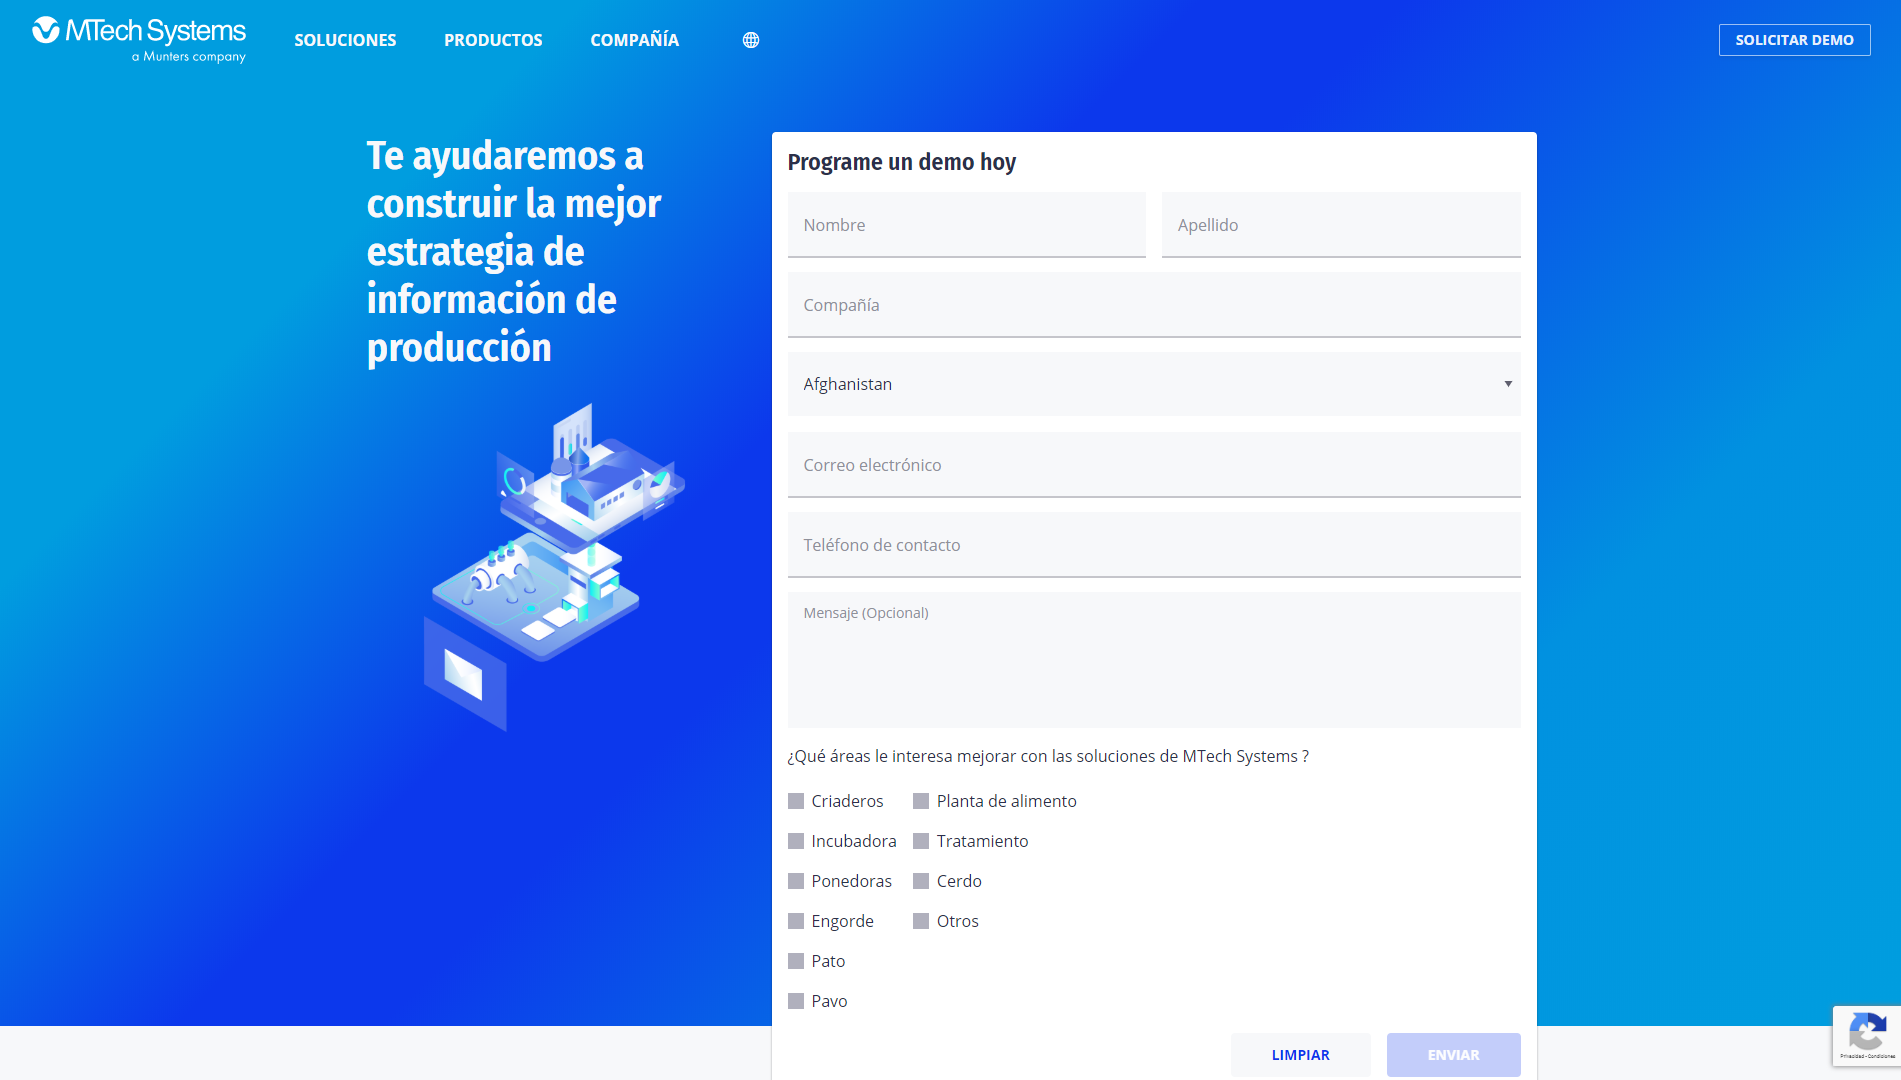 MTech Systems
a Munters company
SOLUCIONES
PRODUCTOS
COMPAÑÍA
SOLICITAR DEMO
Te ayudaremos a
construir la mejor
estrategia de
información de
producción
Programe un demo hoy
Nombre
Apellido
Compañía
Afghanistan
Correo electrónico
Teléfono de contacto
Mensaje (Opcional)
¿Qué áreas le interesa mejorar con las soluciones de MTech Systems ?
Criaderos
Planta de alimento
Incubadora
Tratamiento
Ponedoras
Cerdo
Engorde
Otros
Pato
Pavo
LIMPIAR
ENVIAR
Privacidad - Condiciones